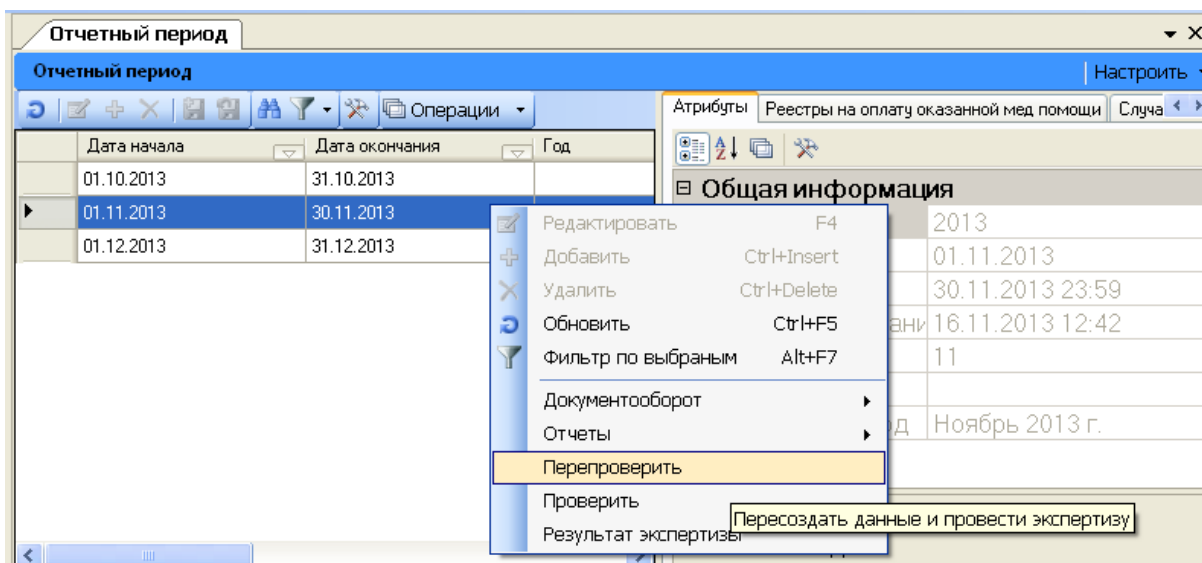 Отчетный период
Отчетный период
Настроить
Операции
Атрибуты Реестры на оплату оказанной мед помощи Случа
Дата начала Дата окончания Год
Общая информация
01.10.2013 31.10.2013
01.11.2013 30.11.2013
01.12.2013 31.12.2013
2013
01.11.2013
30.11.2013 23:59
16.11.2013 12:42
11
Ноябрь 2013 г.
Редактировать F4
Добавить Ctrl+Insert
Удалить Ctrl+Delete
Обновить Ctrl+F5
Фильтр по выбраным Alt+F7
Документооборот
Отчеты
Перепроверить
Проверить
Пересоздать данные и провести экспертизу
Результат экспертизы